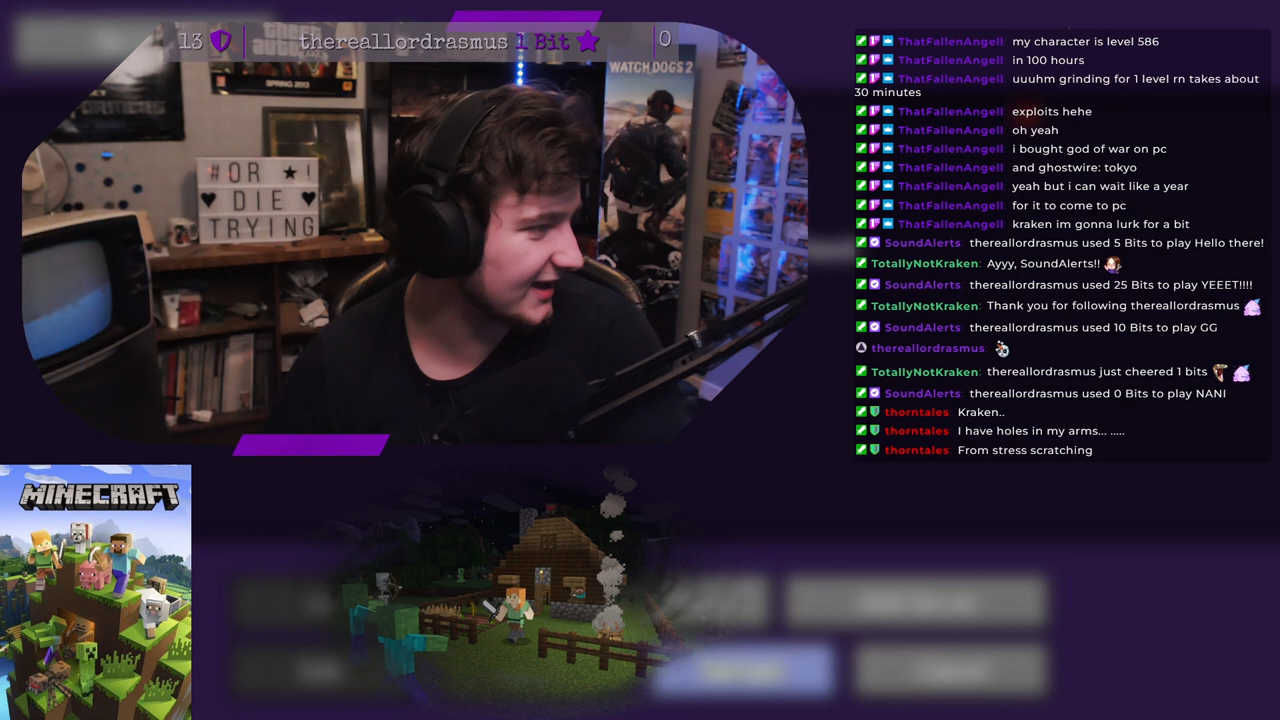 13
thereallordrasmus 1 Bit
0
SPRING 2013
WATCH DOGS 2
#OR ★!
♥ DIE ♥
TRYING
MINECRAFT
ThatFallenAngell: my character is level 586
ThatFallenAngell: in 100 hours
ThatFallenAngell: uuuhm grinding for 1 level rn takes about
30 minutes
ThatFallenAngell: exploits hehe
ThatFallenAngell: oh yeah
ThatFallenAngell: i bought god of war on pc
ThatFallenAngell: and ghostwire: tokyo
ThatFallenAngell: yeah but i can wait like a year
ThatFallenAngell: for it to come to pc
ThatFallenAngell: kraken im gonna lurk for a bit
SoundAlerts: thereallordrasmus used 5 Bits to play Hello there!
TotallyNotKraken: Ayyy, SoundAlerts!!
SoundAlerts: thereallordrasmus used 25 Bits to play YEEET!!!!
TotallyNotKraken: Thank you for following thereallordrasmus
SoundAlerts: thereallordrasmus used 10 Bits to play GG
thereallordrasmus:
TotallyNotKraken: thereallordrasmus just cheered 1 bits
SoundAlerts: thereallordrasmus used 0 Bits to play NANI
thorntales: Kraken..
thorntales: I have holes in my arms... .....
thorntales: From stress scratching